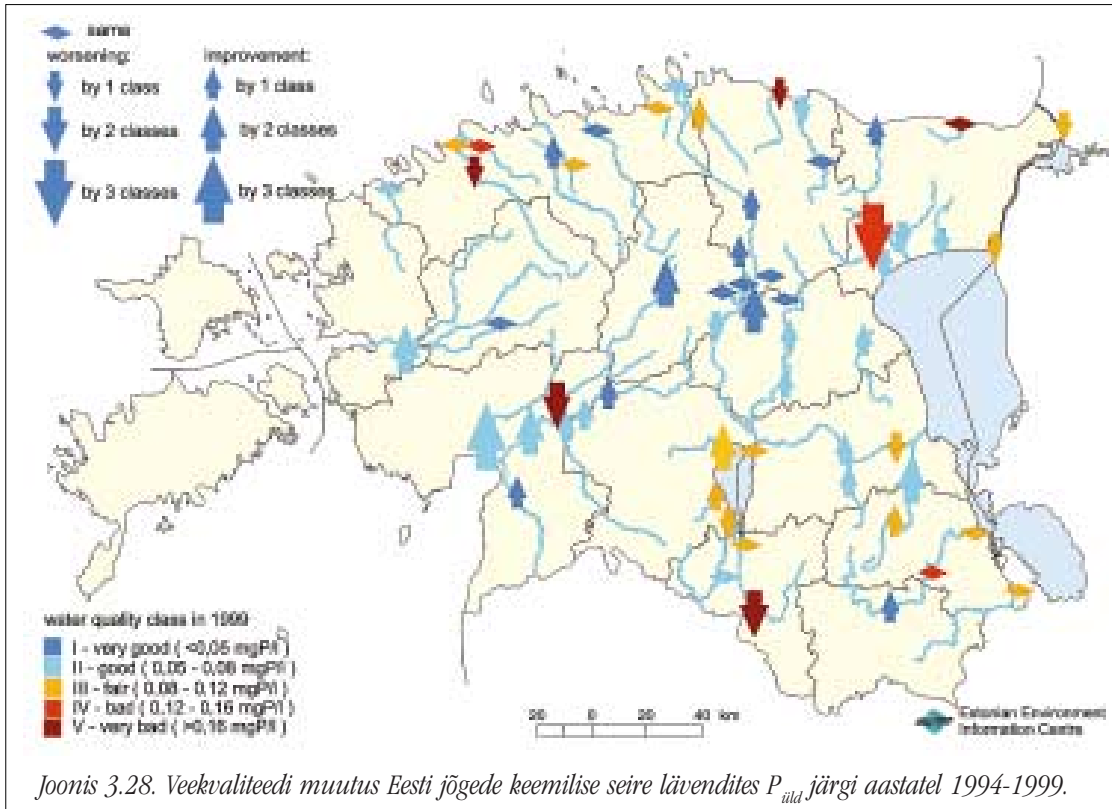 same
worsening:
improvement:
by 1 class
by 1 class
by 2 classes
by 2 classes
by 3 classes
by 3 classes
water quality class in 1999
I - very good ( <0,05 mgP/l )
II - good ( 0,05 - 0,08 mgP/l )
III - fair ( 0,08 - 0,12 mgP/l )
IV - bad ( 0,12 - 0,16 mgP/l )
V - very bad ( >0,16 mgP/l )
20 0 20 40 km
Estonian Environment
Information Centre
Joonis 3.28. Veekvaliteedi muutus Eesti jõgede keemilise seire lävendites Püld järgi aastatel 1994-1999.